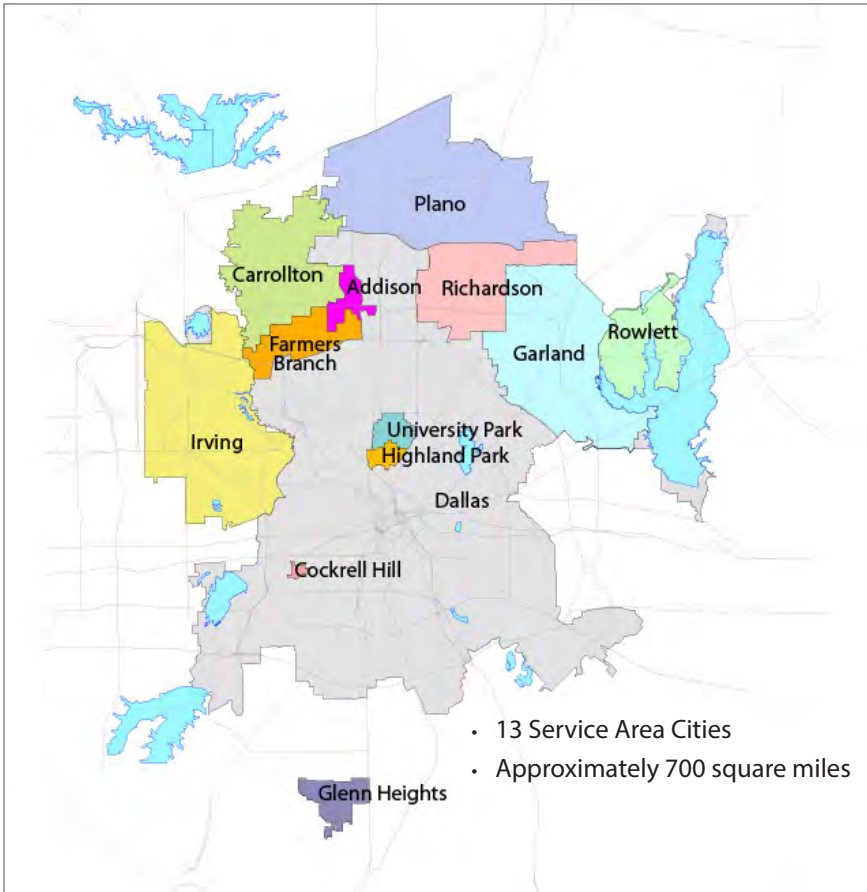 Plano
Carrollton
Addison
Richardson
Rowlett
Farmers
Branch
Garland
University Park
Irving
Highland Park
Dallas
Cockrell Hill
• 13 Service Area Cities
• Approximately 700 square miles
Glenn Heights